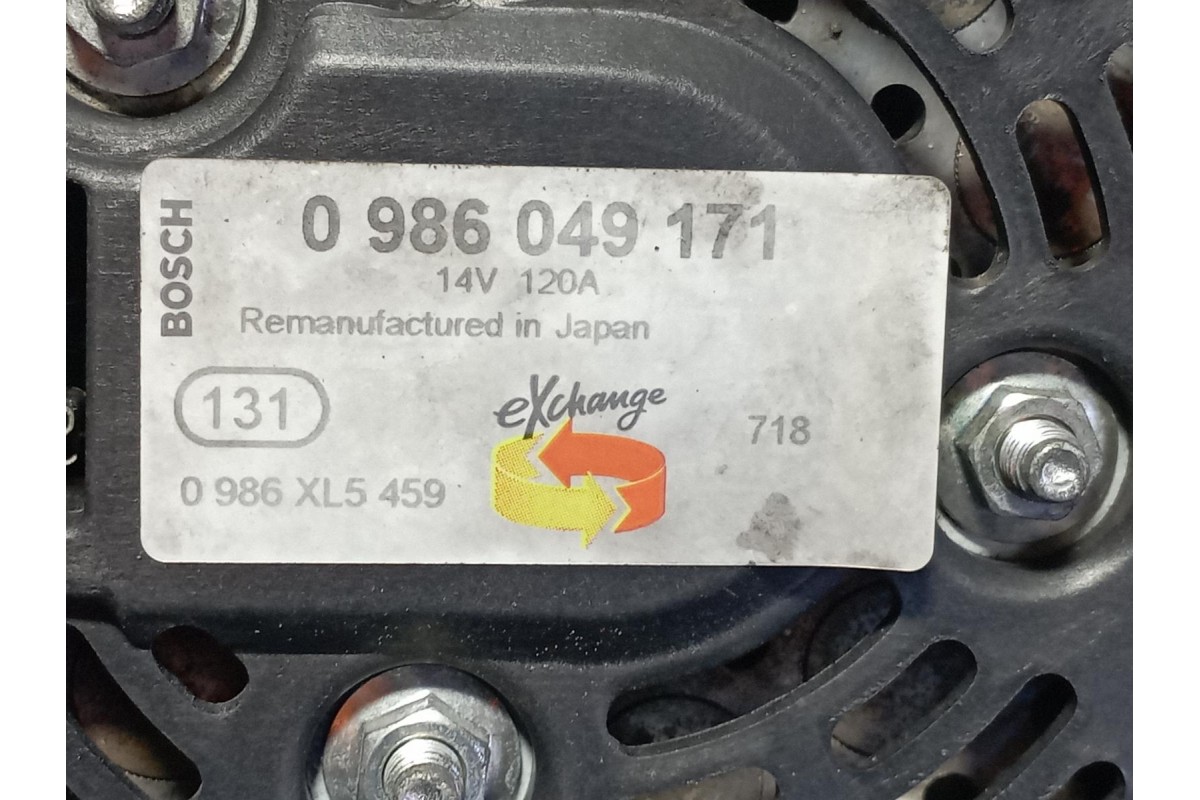 BOSCH
0 986 049 171
14V 120A
Remanufactured in Japan
131
eXchange
718
0 986 XL5 459